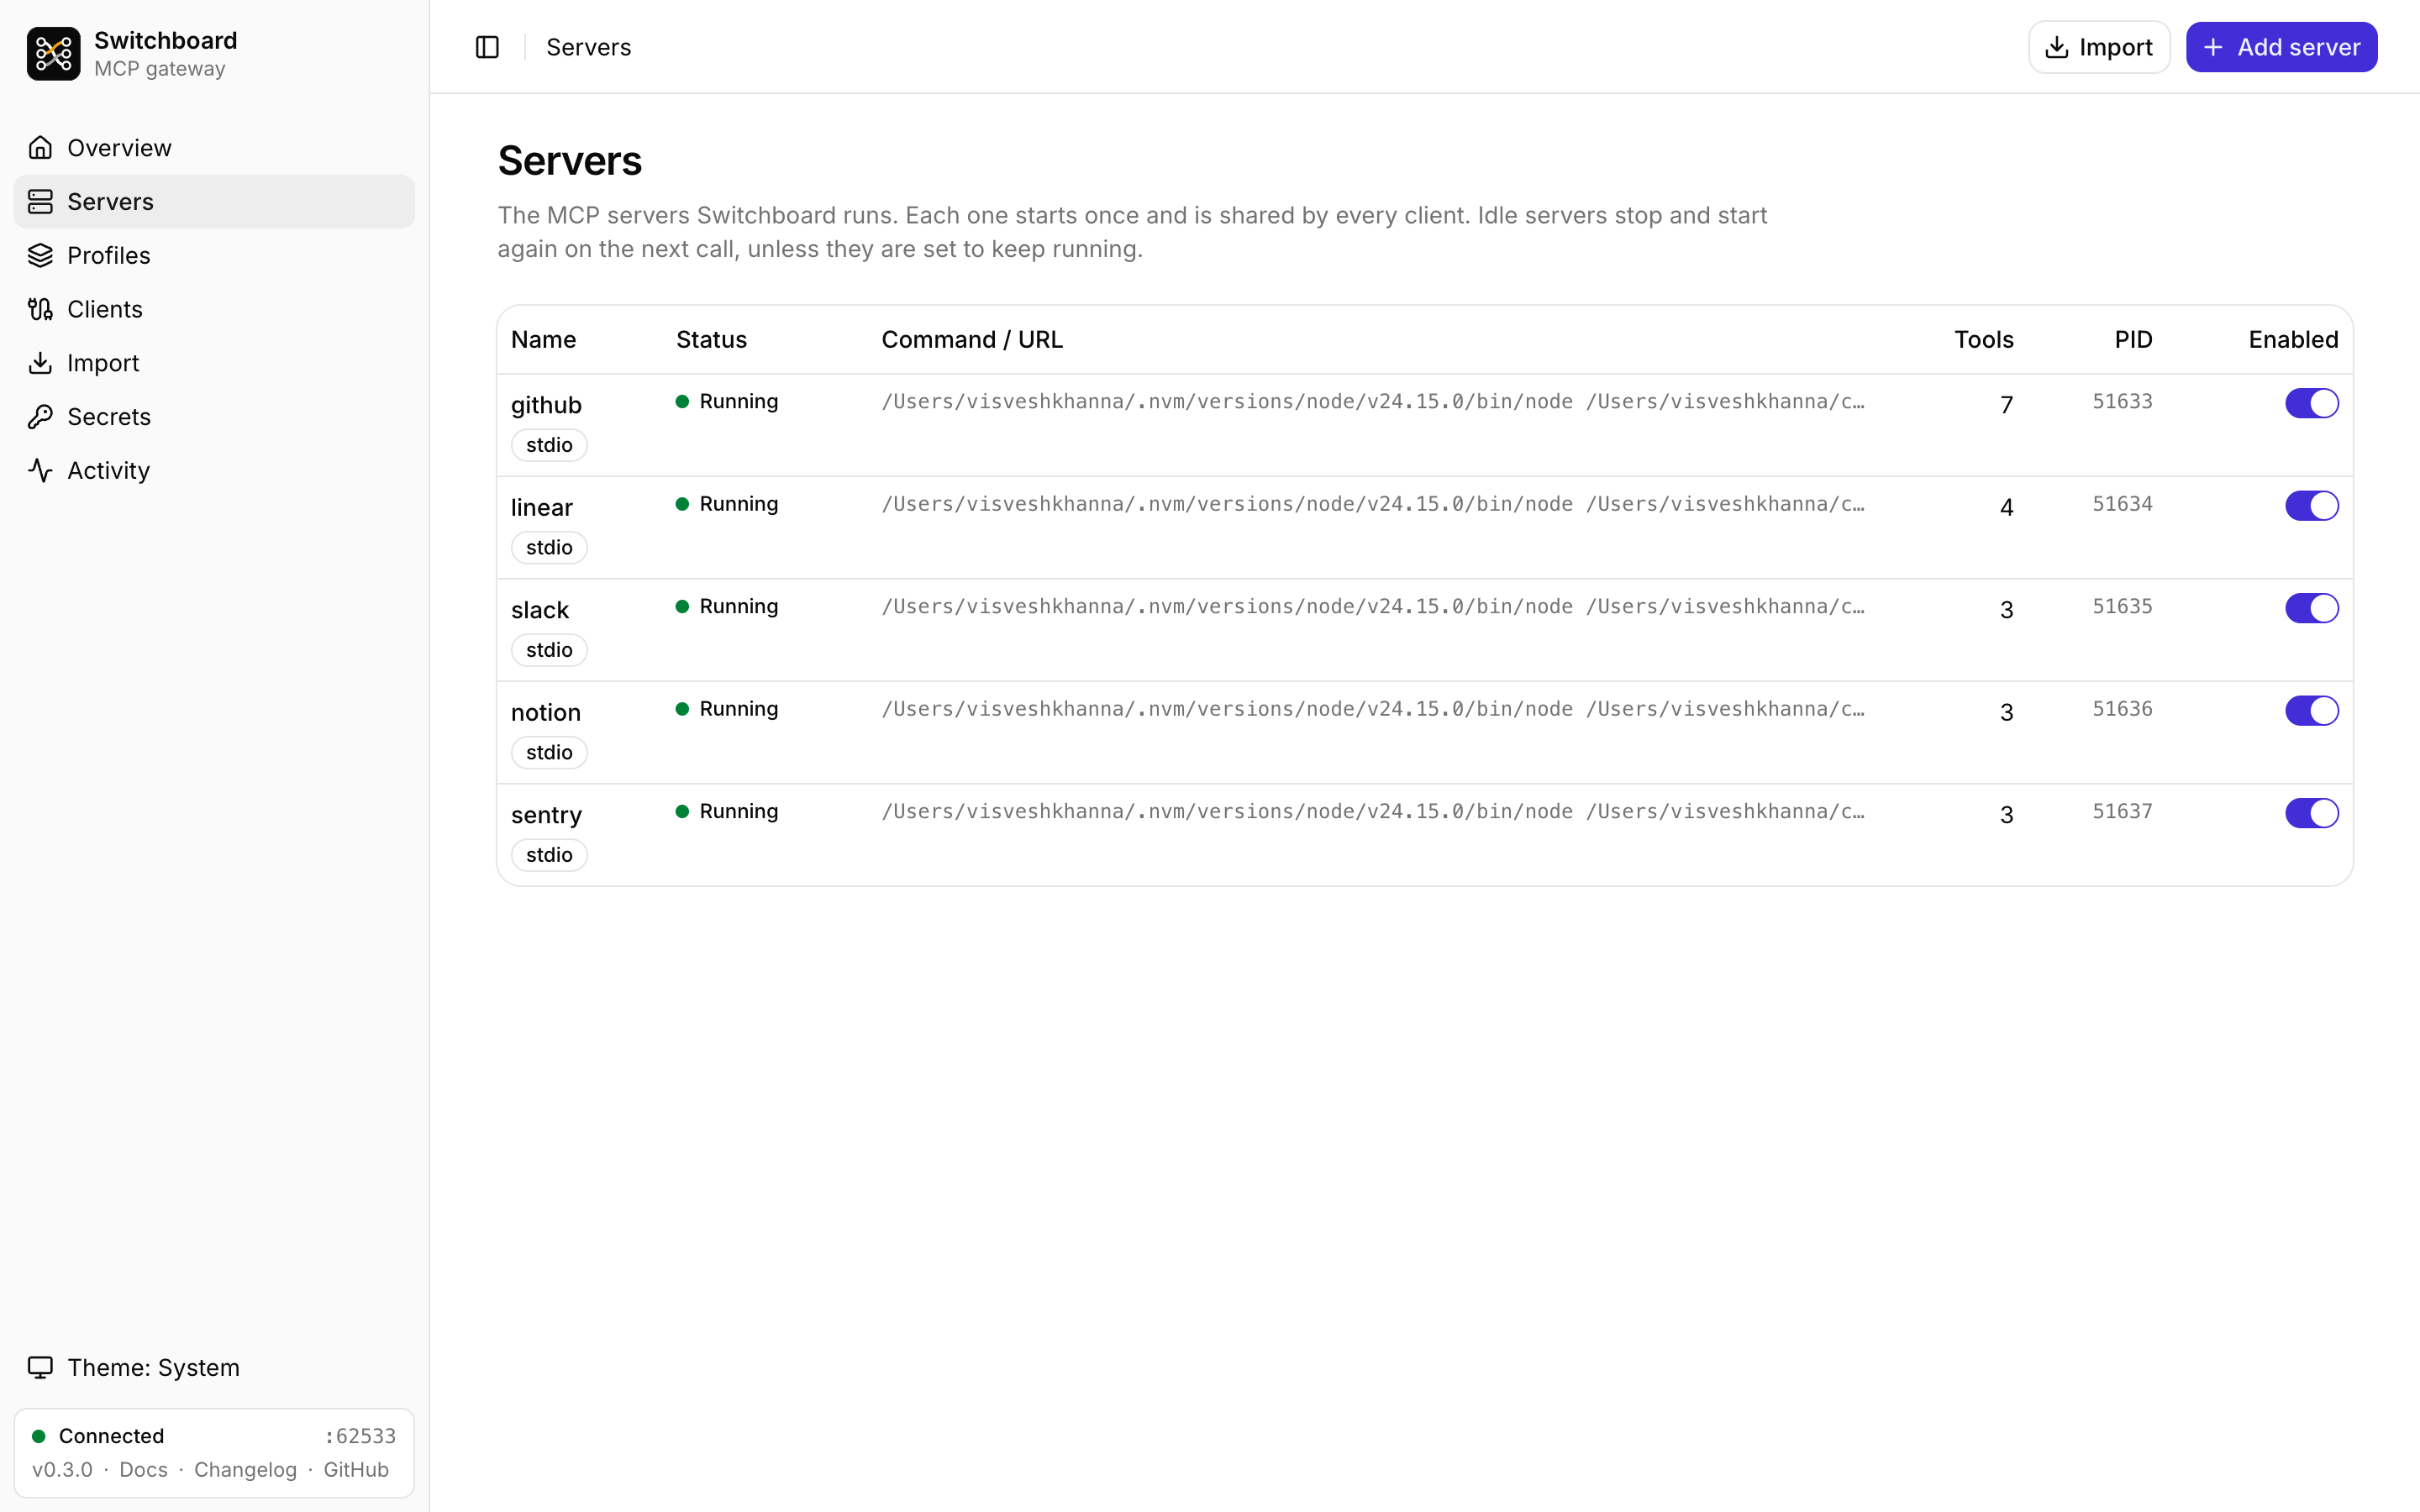 Switchboard
MCP gateway
Overview
Servers
Profiles
Clients
Import
Secrets
Activity
Theme: System
Connected :62533
v0.3.0 · Docs · Changelog · GitHub
Servers
Import
Add server
Servers
The MCP servers Switchboard runs. Each one starts once and is shared by every client. Idle servers stop and start
again on the next call, unless they are set to keep running.
Name Status Command / URL Tools PID Enabled
github Running /Users/visveshkhanna/.nvm/versions/node/v24.15.0/bin/node /Users/visveshkhanna/c… 7 51633
stdio
linear Running /Users/visveshkhanna/.nvm/versions/node/v24.15.0/bin/node /Users/visveshkhanna/c… 4 51634
stdio
slack Running /Users/visveshkhanna/.nvm/versions/node/v24.15.0/bin/node /Users/visveshkhanna/c… 3 51635
stdio
notion Running /Users/visveshkhanna/.nvm/versions/node/v24.15.0/bin/node /Users/visveshkhanna/c… 3 51636
stdio
sentry Running /Users/visveshkhanna/.nvm/versions/node/v24.15.0/bin/node /Users/visveshkhanna/c… 3 51637
stdio